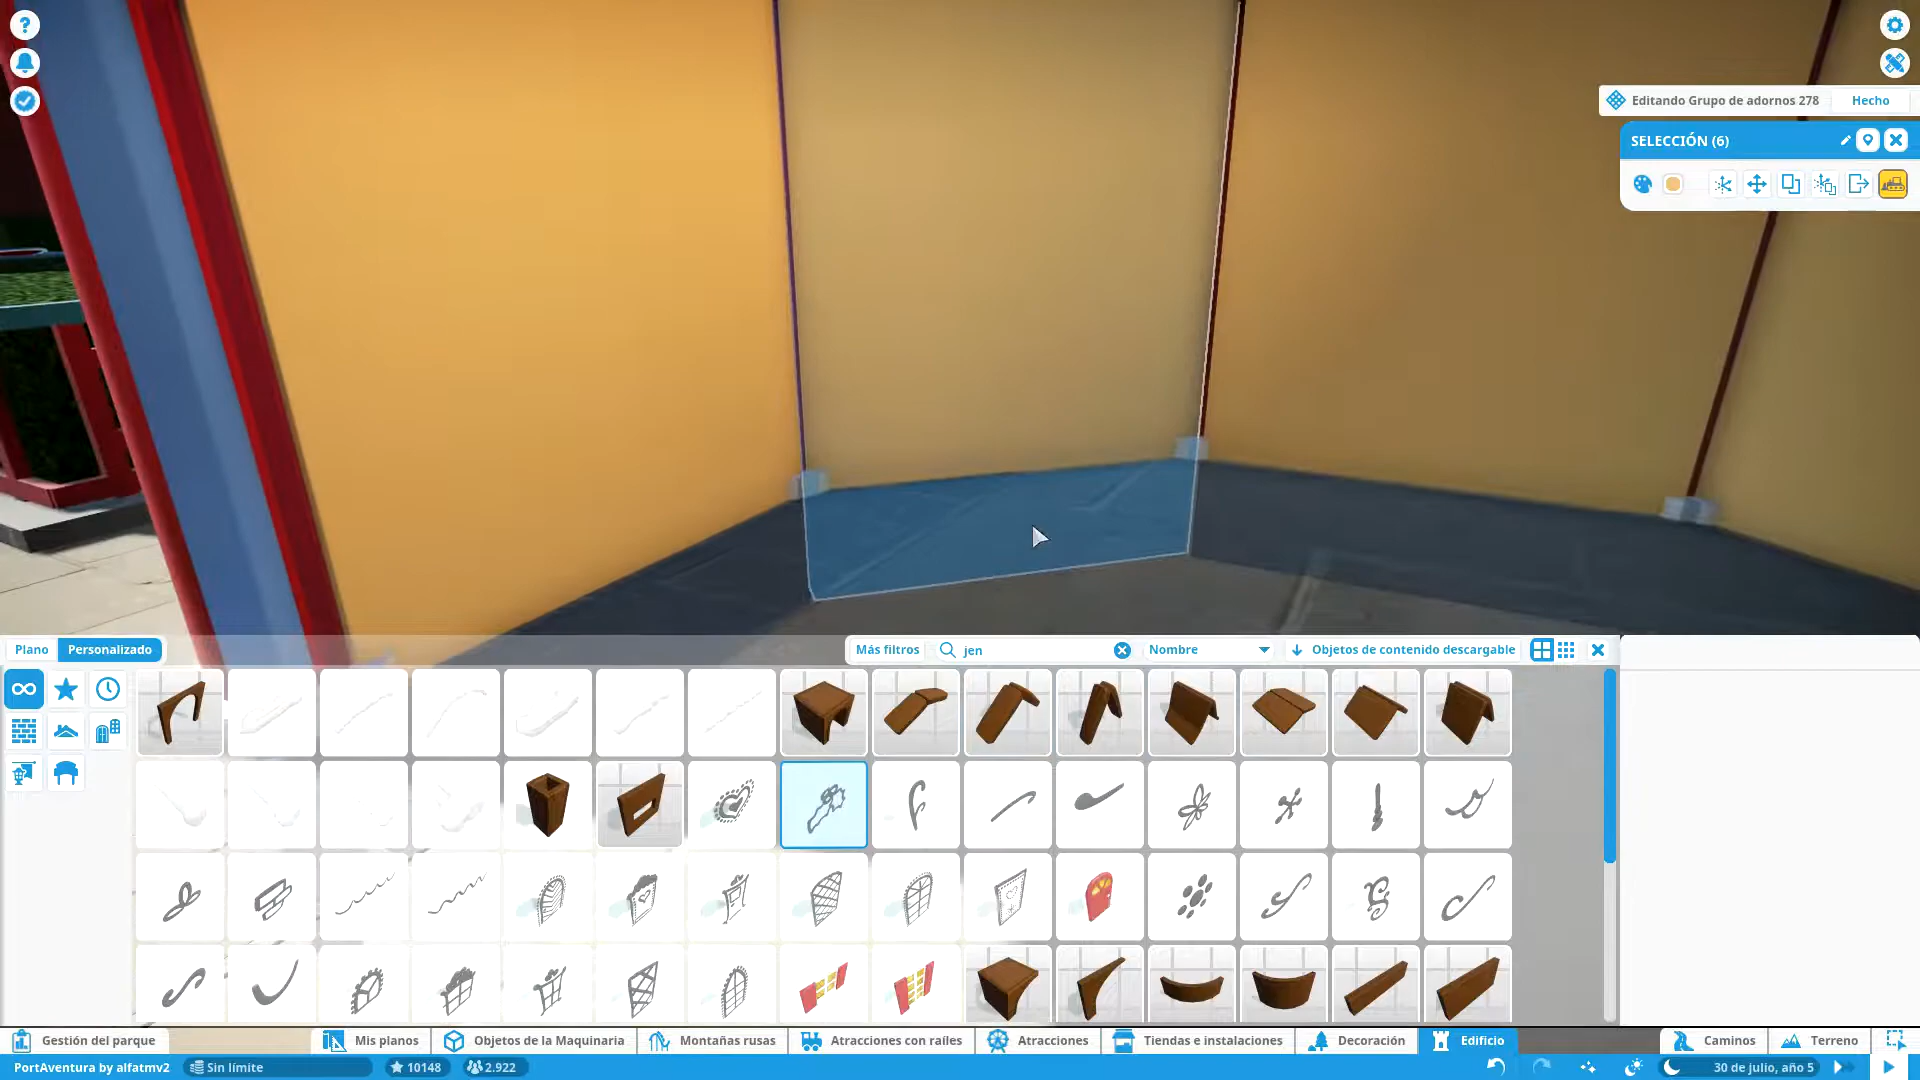 ?
Editando Grupo de adornos 278 Hecho
SELECCIÓN (6)
Plano Personalizado Más filtros jen Nombre Objetos de contenido descargable
Gestión del parque Mis planos Objetos de la Maquinaria Montañas rusas Atracciones con raíles Atracciones Tiendas e instalaciones Decoración Edificio Caminos Terreno
PortAventura by alfatmv2 Sin límite 10148 2.922 30 de julio, año 5